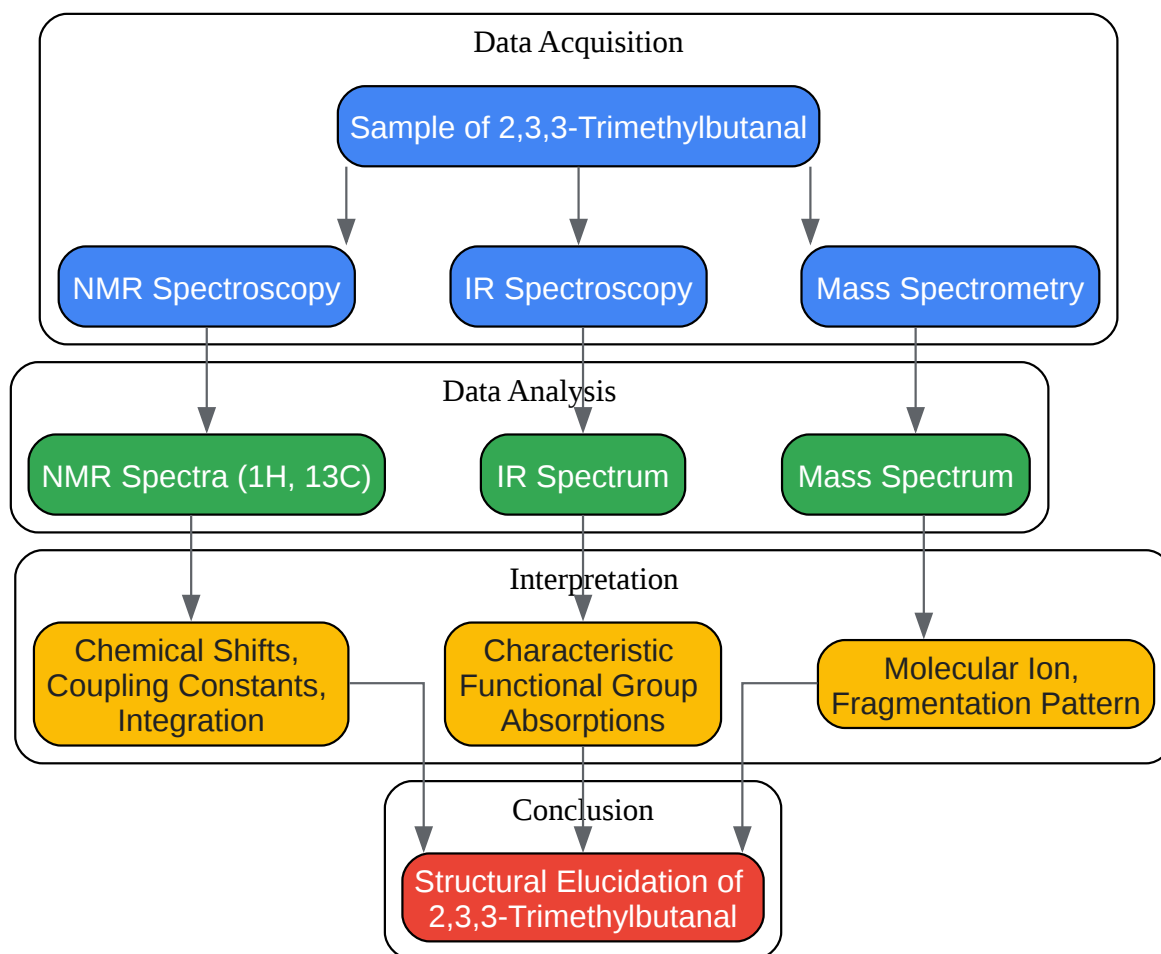 Data Acquisition
Sample of 2,3,3-Trimethylbutanal
NMR Spectroscopy
IR Spectroscopy
Mass Spectrometry
Data Analysis
NMR Spectra (1H, 13C)
IR Spectrum
Mass Spectrum
Interpretation
Chemical Shifts,
Coupling Constants,
Integration
Characteristic
Functional Group
Absorptions
Molecular Ion,
Fragmentation Pattern
Conclusion
Structural Elucidation of
2,3,3-Trimethylbutanal